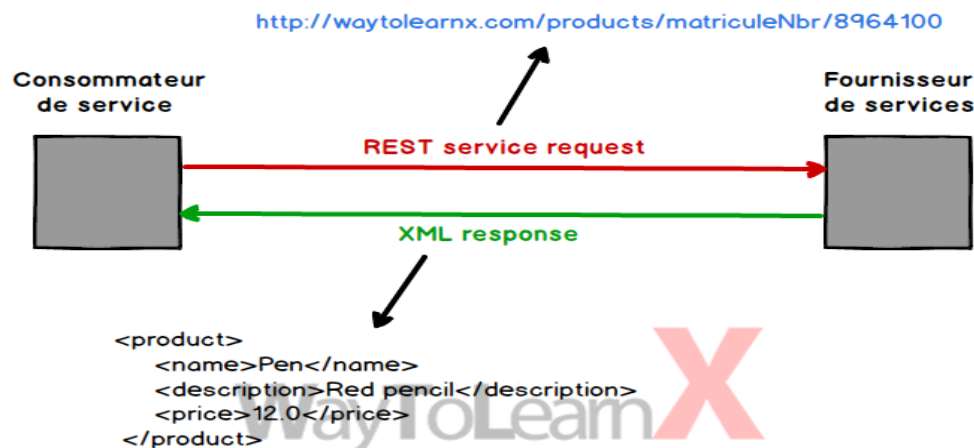 http://waytolearnx.com/products/matriculeNbr/8964100
Consommateur
de service
Fournisseur
de services
REST service request
XML response
<product>
<name>Pen</name>
<description>Red pencil</description>
<price>12.0</price>
</product>
WayToLearnX